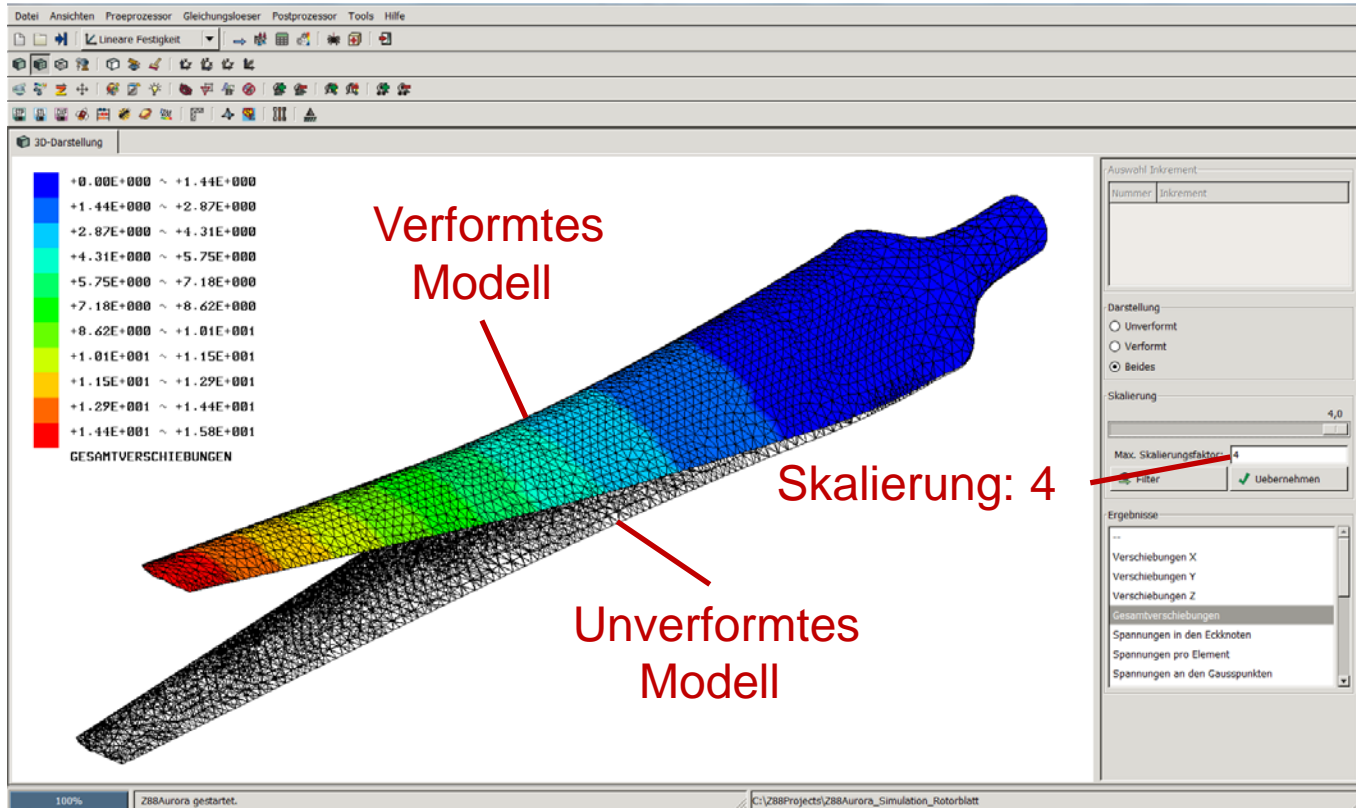 Datei Ansichten Praeprozessor Gleichungsloeser Postprozessor Tools Hilfe
Lineare Festigkeit
3D-Darstellung
+0.00E+000 ~ +1.44E+000
+1.44E+000 ~ +2.87E+000
+2.87E+000 ~ +4.31E+000
+4.31E+000 ~ +5.75E+000
+5.75E+000 ~ +7.18E+000
+7.18E+000 ~ +8.62E+000
+8.62E+000 ~ +1.01E+001
+1.01E+001 ~ +1.15E+001
+1.15E+001 ~ +1.29E+001
+1.29E+001 ~ +1.44E+001
+1.44E+001 ~ +1.58E+001
GESAMTVERSCHIEBUNGEN
Verformtes
Modell
Skalierung: 4
Unverformtes
Modell
Auswahl Inkrement
Nummer Inkrement
Darstellung
Unverformt
Verformt
Beides
Skalierung
4,0
Max. Skalierungsfaktor: 4
Filter Uebernehmen
Ergebnisse
--
Verschiebungen X
Verschiebungen Y
Verschiebungen Z
Gesamtverschiebungen
Spannungen in den Eckknoten
Spannungen pro Element
Spannungen an den Gausspunkten
100% Z88Aurora gestartet. C:\Z88Projects\Z88Aurora_Simulation_Rotorblatt